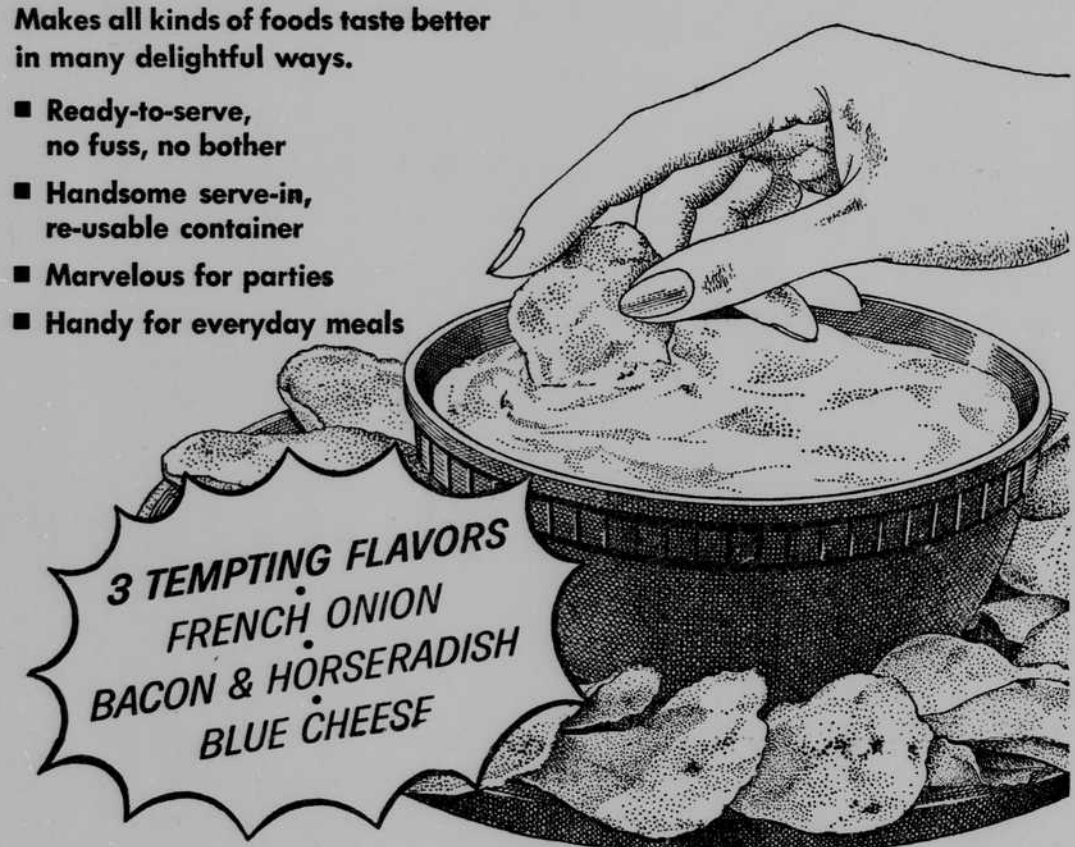 Makes all kinds of foods taste better
in many delightful ways.
■ Ready-to-serve,
no fuss, no bother
■ Handsome serve-in,
re-usable container
■ Marvelous for parties
■ Handy for everyday meals
3 TEMPTING FLAVORS
•
FRENCH ONION
•
BACON & HORSERADISH
•
BLUE CHEESE